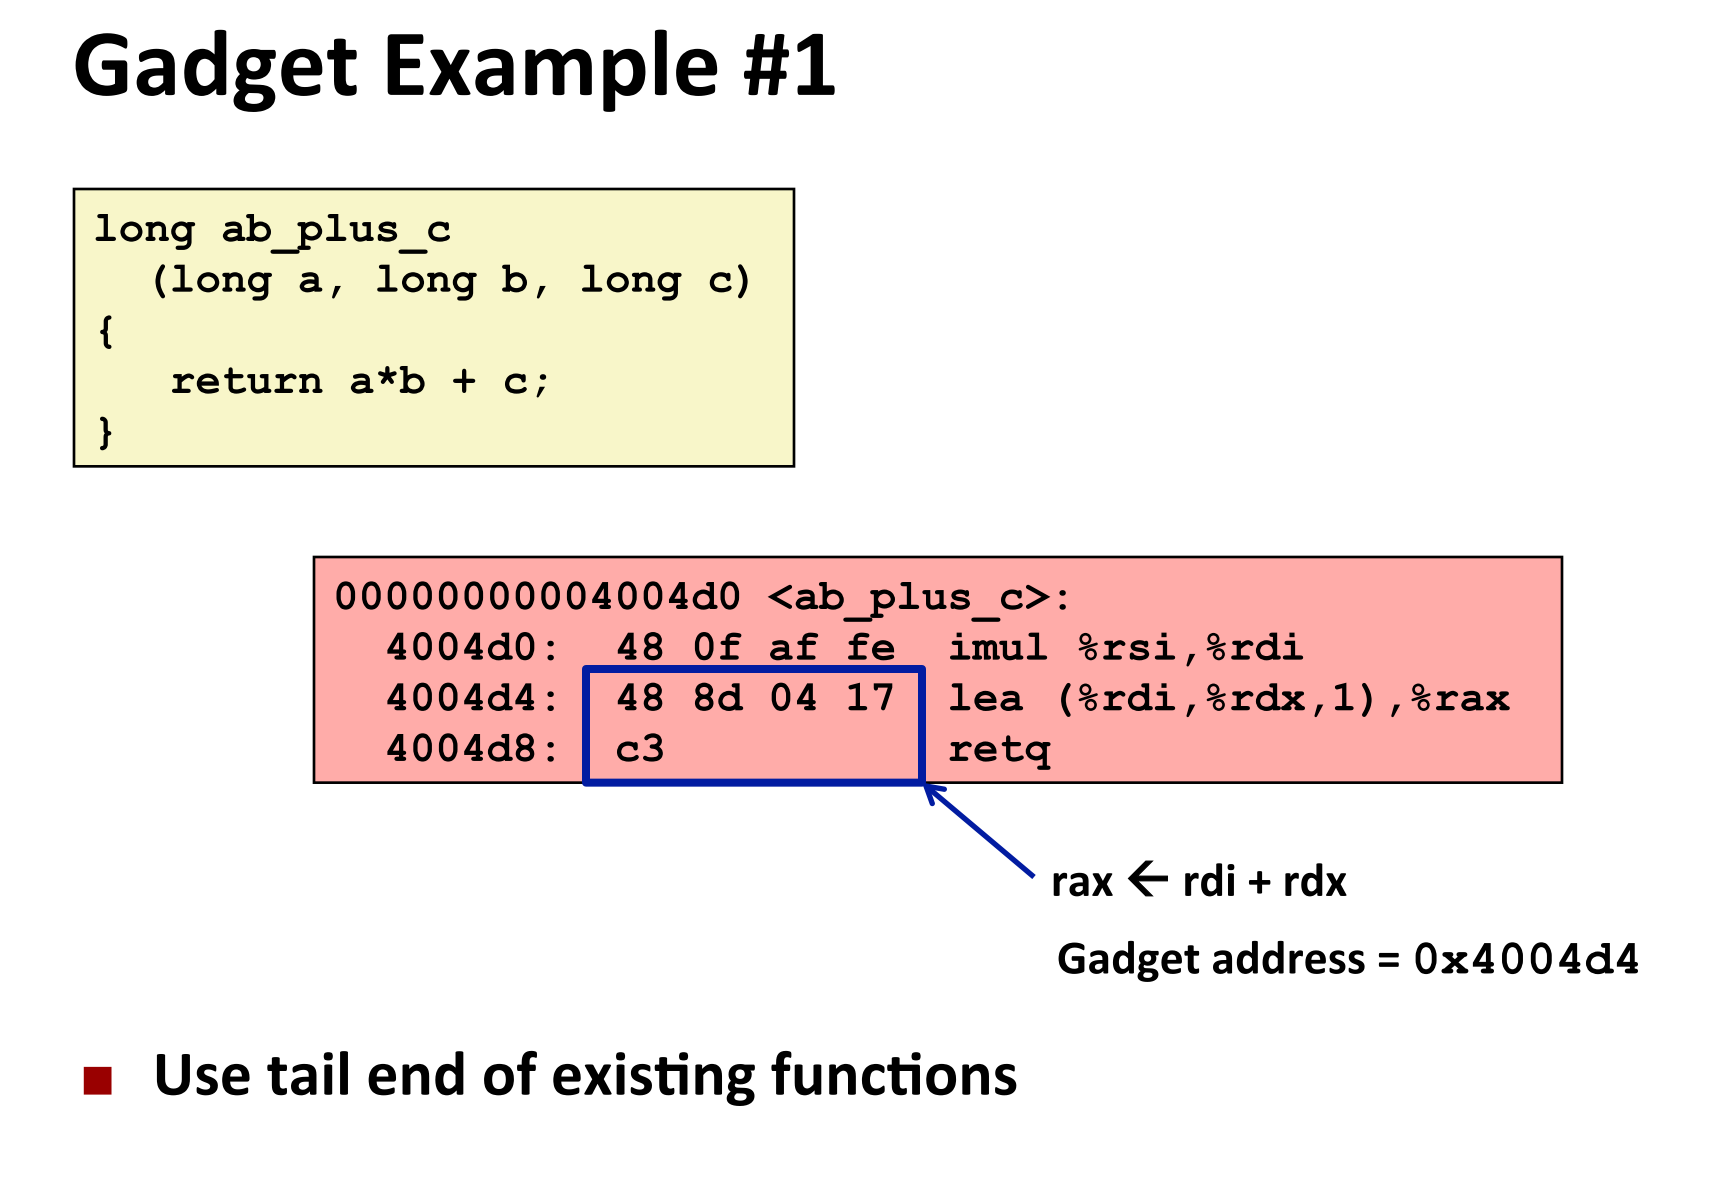 Gadget Example #1
long ab_plus_c
(long a, long b, long c)
{
return a*b + c;
}
00000000004004d0 <ab_plus_c>:
4004d0: 48 0f af fe imul %rsi,%rdi
4004d4: 48 8d 04 17 lea (%rdi,%rdx,1),%rax
4004d8: c3 retq
rax ← rdi + rdx
Gadget address = 0x4004d4
Use tail end of existing functions